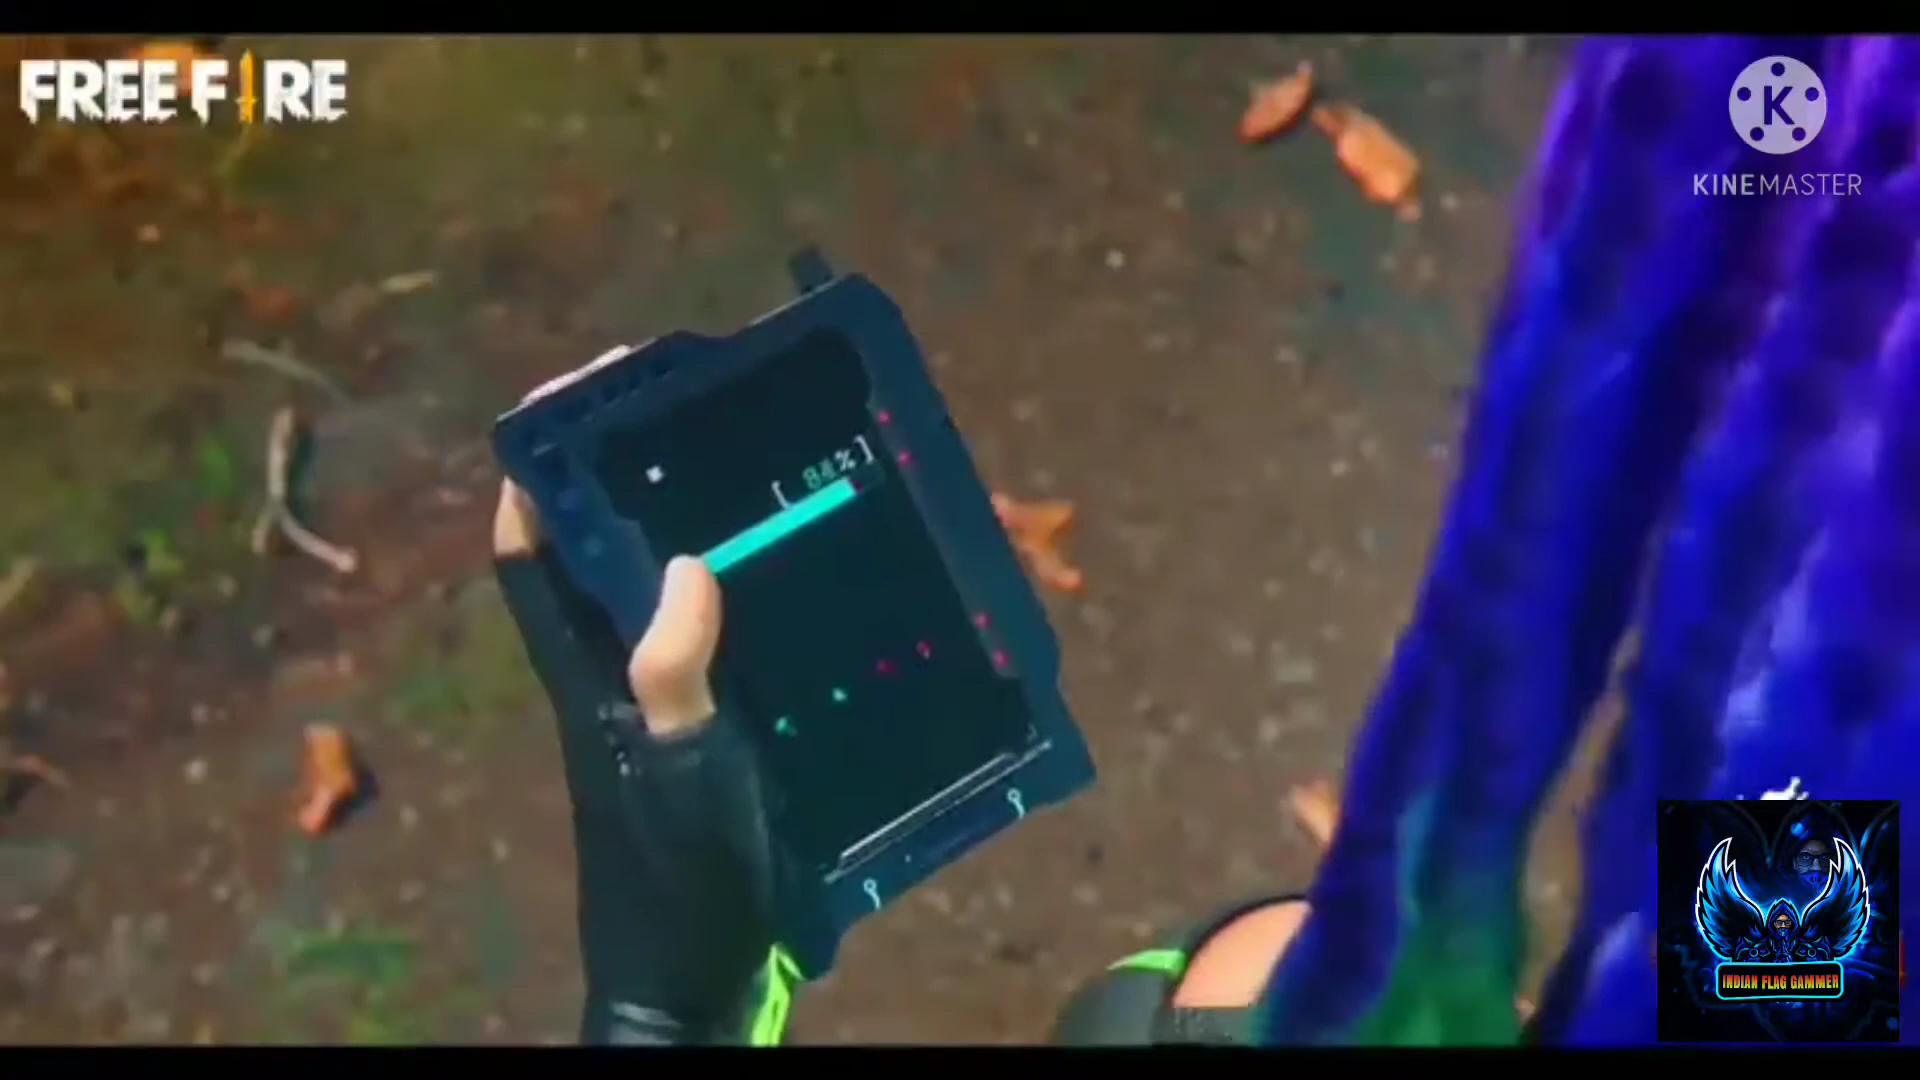 FREE FIRE
K
KINEMASTER
[ 84% ]
INDIAN FLAG GAMMER